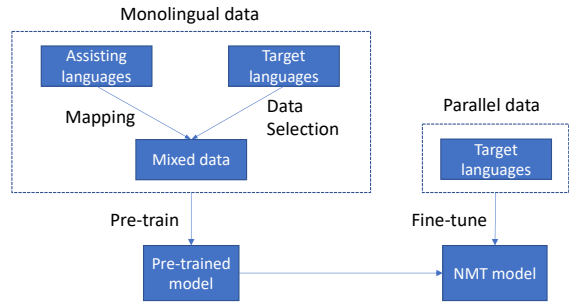 Monolingual data
Assisting
languages
Target
languages
Mapping
Data
Selection
Mixed data
Parallel data
Target
languages
Pre-train
Fine-tune
Pre-trained
model
NMT model